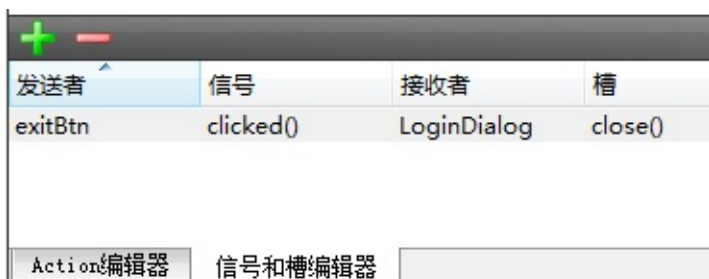 发送者 信号 接收者 槽
exitBtn clicked() LoginDialog close()
Action编辑器 信号和槽编辑器